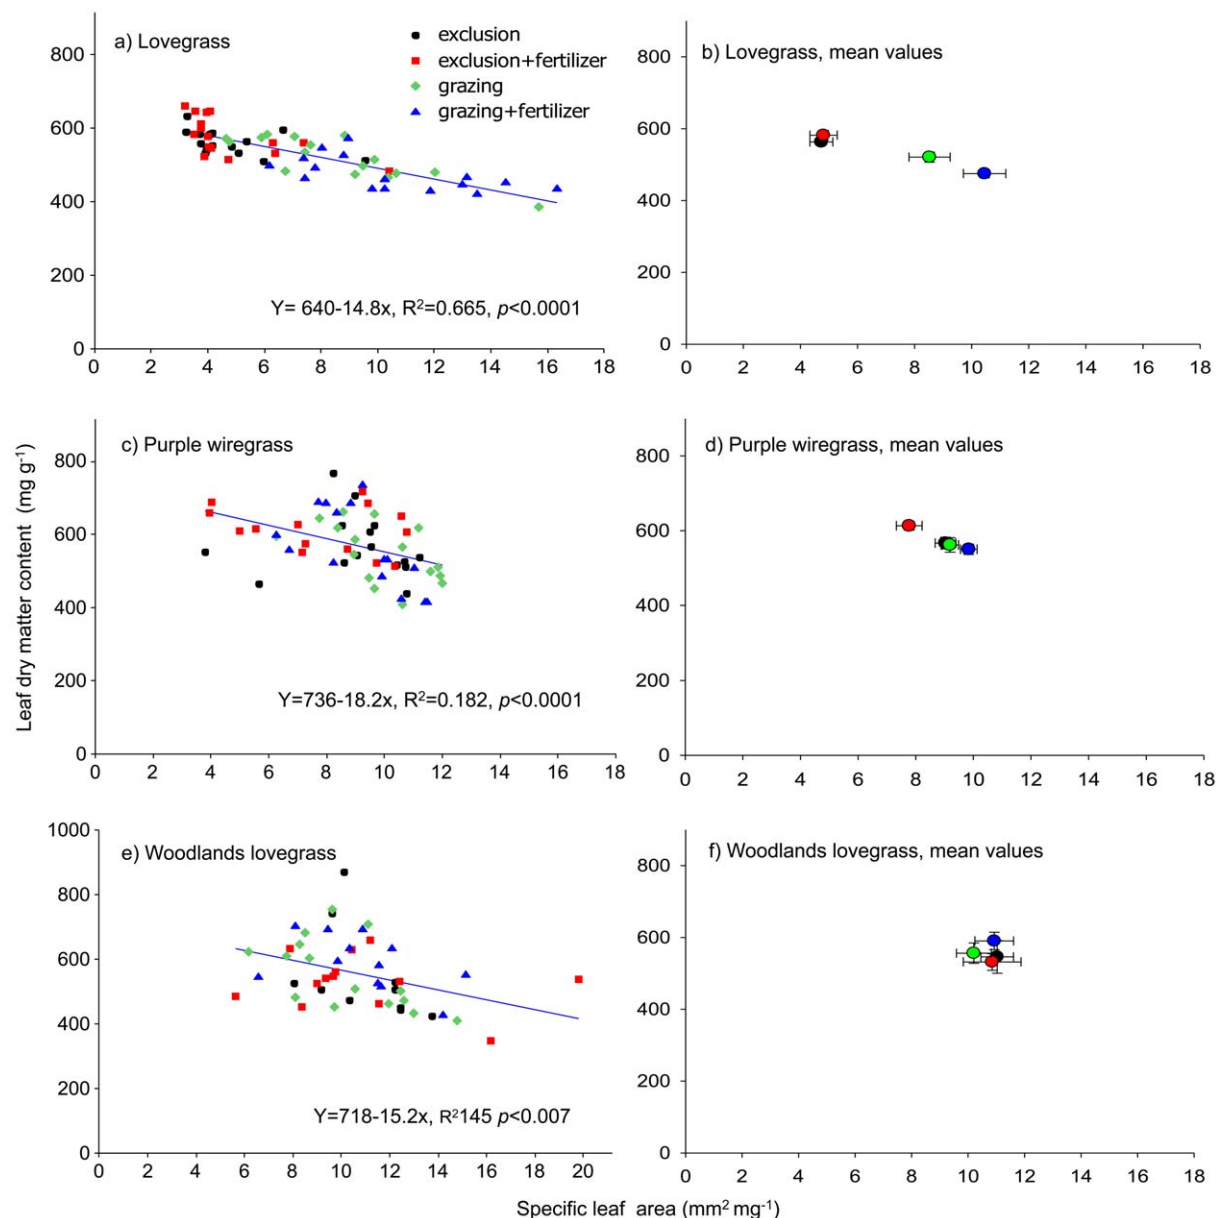 a) Lovegrass
exclusion
exclusion+fertilizer
grazing
grazing+fertilizer
800
600
400
200
0
0 2 4 6 8 10 12 14 16 18
Y= 640-14.8x, R²=0.665, p<0.0001
b) Lovegrass, mean values
800
600
400
200
0
0 2 4 6 8 10 12 14 16 18
Leaf dry matter content (mg g⁻¹)
c) Purple wiregrass
800
600
400
200
0
0 2 4 6 8 10 12 14 16 18
Y=736-18.2x, R²=0.182, p<0.0001
d) Purple wiregrass, mean values
800
600
400
200
0
0 2 4 6 8 10 12 14 16 18
e) Woodlands lovegrass
1000
800
600
400
200
0
0 2 4 6 8 10 12 14 16 20
Y=718-15.2x, R²145 p<0.007
f) Woodlands lovegrass, mean values
800
600
400
200
0
0 2 4 6 8 10 12 14 16 18
Specific leaf area (mm² mg⁻¹)